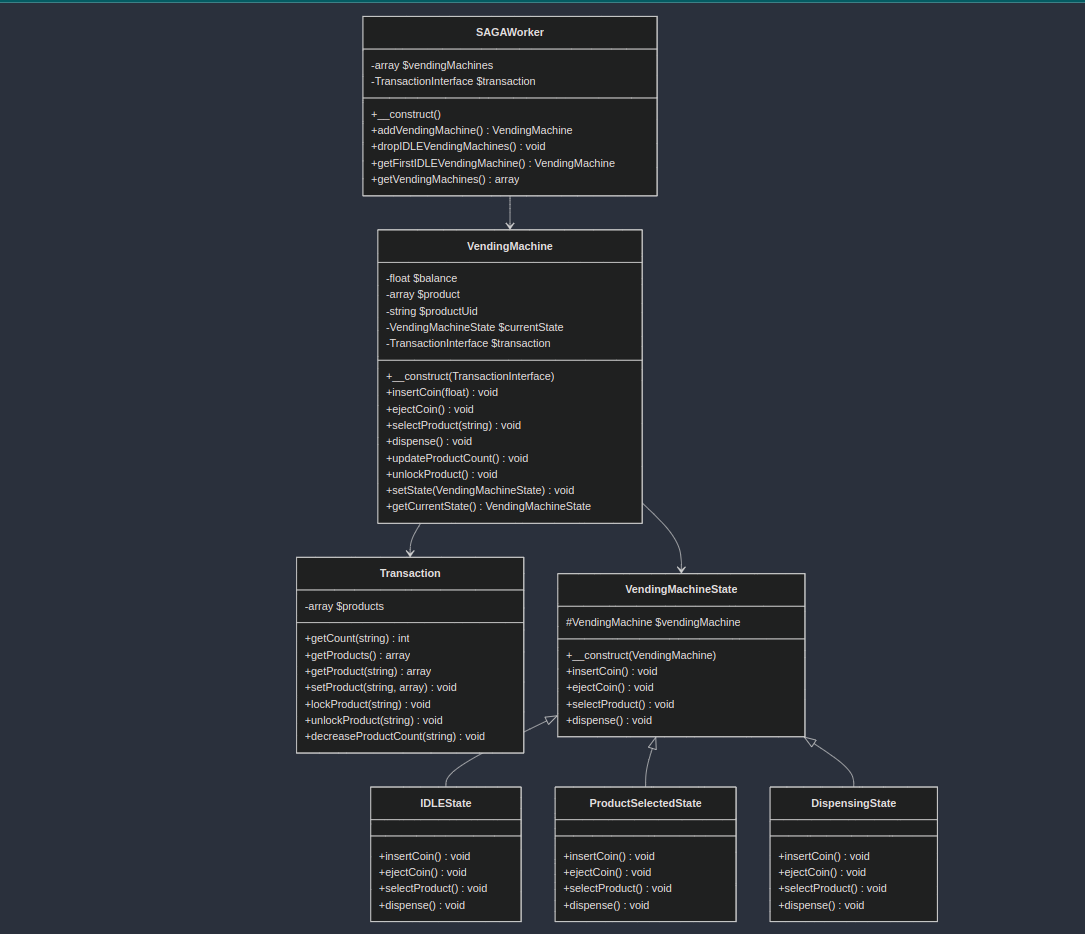 SAGAWorker
-array $vendingMachines
-TransactionInterface $transaction
+__construct()
+addVendingMachine() : VendingMachine
+dropIDLEVendingMachines() : void
+getFirstIDLEVendingMachine() : VendingMachine
+getVendingMachines() : array
VendingMachine
-float $balance
-array $product
-string $productUid
-VendingMachineState $currentState
-TransactionInterface $transaction
+__construct(TransactionInterface)
+insertCoin(float) : void
+ejectCoin() : void
+selectProduct(string) : void
+dispense() : void
+updateProductCount() : void
+unlockProduct() : void
+setState(VendingMachineState) : void
+getCurrentState() : VendingMachineState
Transaction
-array $products
+getCount(string) : int
+getProducts() : array
+getProduct(string) : array
+setProduct(string, array) : void
+lockProduct(string) : void
+unlockProduct(string) : void
+decreaseProductCount(string) : void
VendingMachineState
#VendingMachine $vendingMachine
+__construct(VendingMachine)
+insertCoin() : void
+ejectCoin() : void
+selectProduct() : void
+dispense() : void
IDLEState
+insertCoin() : void
+ejectCoin() : void
+selectProduct() : void
+dispense() : void
ProductSelectedState
+insertCoin() : void
+ejectCoin() : void
+selectProduct() : void
+dispense() : void
DispensingState
+insertCoin() : void
+ejectCoin() : void
+selectProduct() : void
+dispense() : void